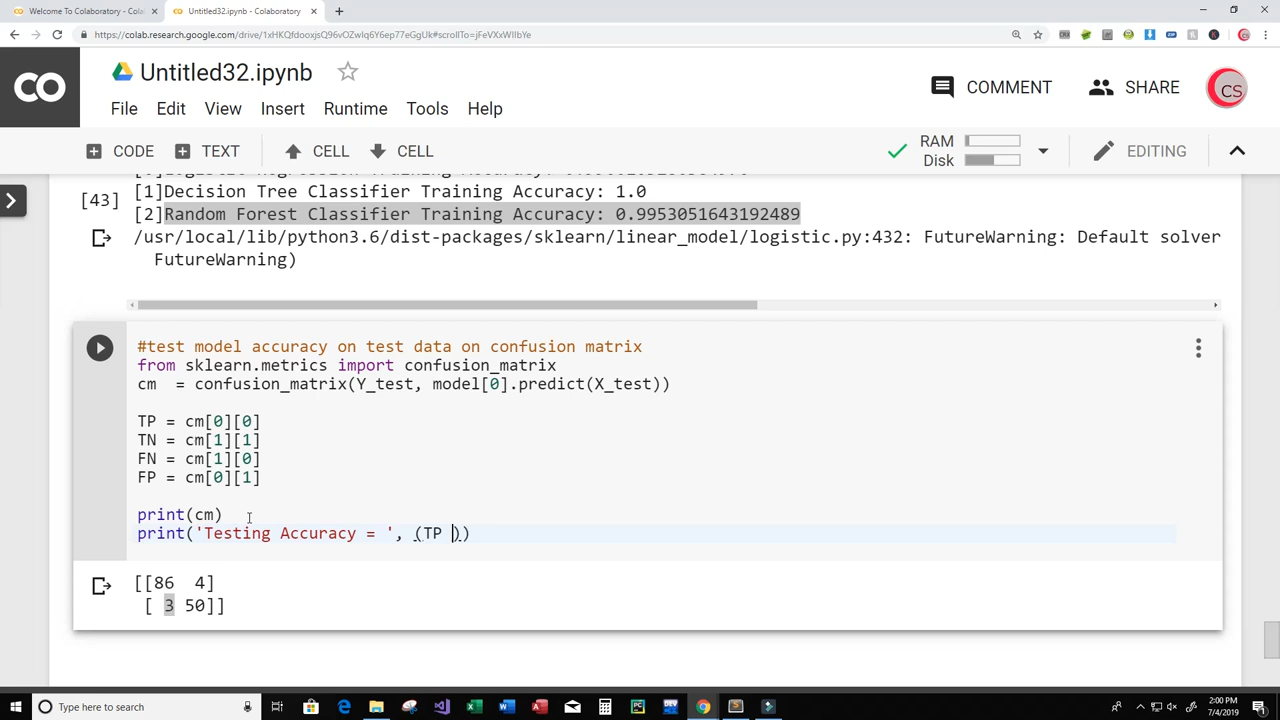 Welcome To Colaboratory - Cola
Untitled32.ipynb - Colaboratory
https://colab.research.google.com/drive/1xHKQfdooxjsQ96vOZwIq6Y6ep77eGgUk#scrollTo=jFeVXxWIIbYe
CO
Untitled32.ipynb
COMMENT
SHARE
CS
File Edit View Insert Runtime Tools Help
CODE TEXT CELL CELL
RAM
Disk
EDITING
[43]
[1]Decision Tree Classifier Training Accuracy: 1.0
[2]Random Forest Classifier Training Accuracy: 0.9953051643192489
/usr/local/lib/python3.6/dist-packages/sklearn/linear_model/logistic.py:432: FutureWarning: Default solver
FutureWarning)
#test model accuracy on test data on confusion matrix
from sklearn.metrics import confusion_matrix
cm = confusion_matrix(Y_test, model[0].predict(X_test))
TP = cm[0][0]
TN = cm[1][1]
FN = cm[1][0]
FP = cm[0][1]
print(cm)
print('Testing Accuracy = ', (TP ))
[[86 4]
[ 3 50]]
Type here to search
2:00 PM
7/4/2019